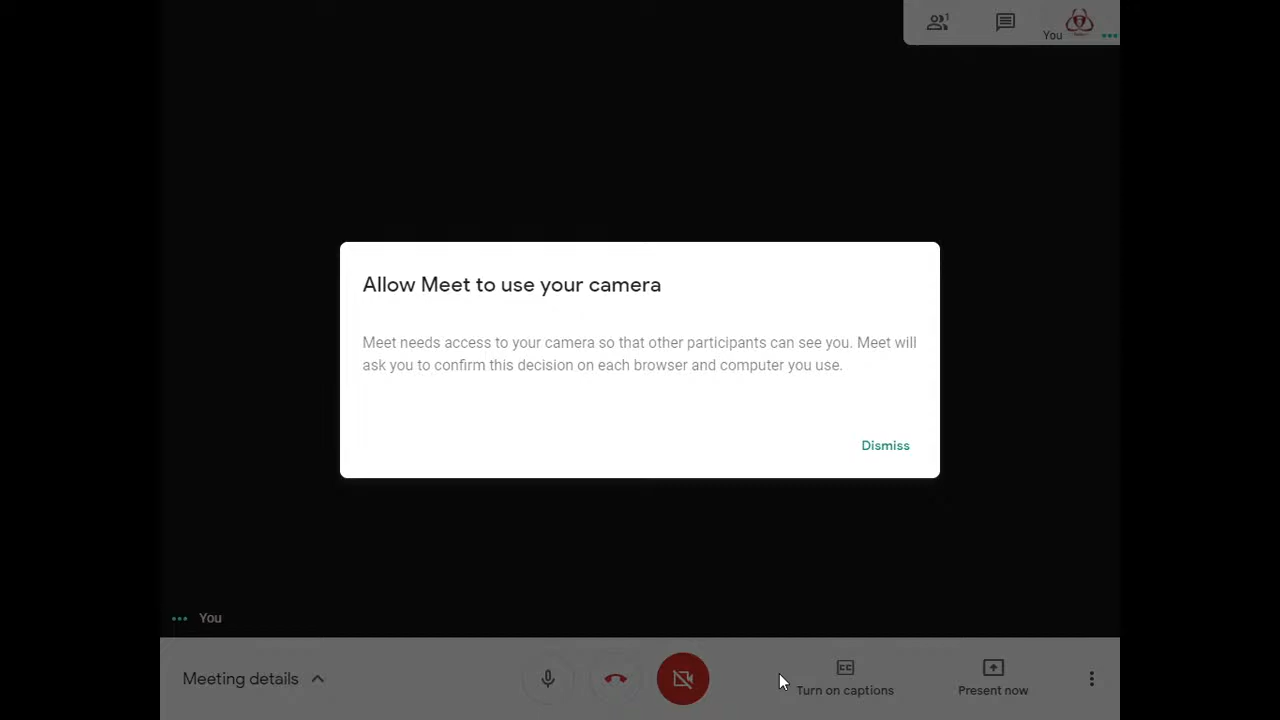 1
You
Allow Meet to use your camera
Meet needs access to your camera so that other participants can see you. Meet will
ask you to confirm this decision on each browser and computer you use.
Dismiss
You
Meeting details
CC
Turn on captions
Present now